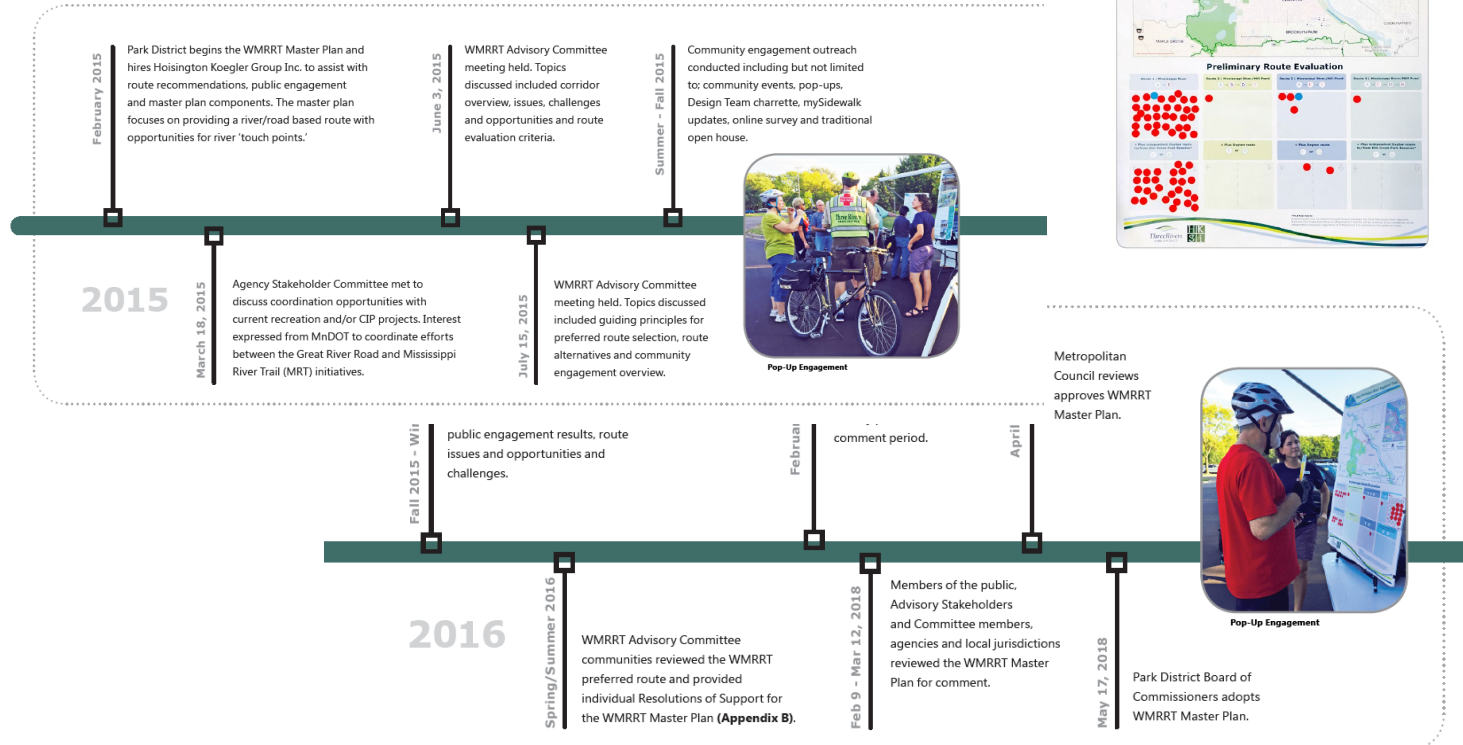 February 2015
Park District begins the WMRRT Master Plan and
hires Hoisington Koegler Group Inc. to assist with
route recommendations, public engagement
and master plan components. The master plan
focuses on providing a river/road based route with
opportunities for river ‘touch points.’
June 3, 2015
WMRRT Advisory Committee
meeting held. Topics
discussed included corridor
overview, issues, challenges
and opportunities and route
evaluation criteria.
Summer - Fall 2015
Community engagement outreach
conducted including but not limited
to; community events, pop-ups,
Design Team charrette, mySidewalk
updates, online survey and traditional
open house.
BROOKLYN PARK
MAPLE GROVE
Preliminary Route Evaluation
Three Rivers
Three Rivers
2015
March 18, 2015
Agency Stakeholder Committee met to
discuss coordination opportunities with
current recreation and/or CIP projects. Interest
expressed from MnDOT to coordinate efforts
between the Great River Road and Mississippi
River Trail (MRT) initiatives.
July 15, 2015
WMRRT Advisory Committee
meeting held. Topics discussed
included guiding principles for
preferred route selection, route
alternatives and community
engagement overview.
Pop-Up Engagement
Fall 2015 -
public engagement results, route
issues and opportunities and
challenges.
comment period.
April
Metropolitan
Council reviews
approves WMRRT
Master Plan.
2016
Spring/Summer 2016
WMRRT Advisory Committee
communities reviewed the WMRRT
preferred route and provided
individual Resolutions of Support for
the WMRRT Master Plan (Appendix B).
Feb 9 - Mar 12, 2018
Members of the public,
Advisory Stakeholders
and Committee members,
agencies and local jurisdictions
reviewed the WMRRT Master
Plan for comment.
May 17, 2018
Park District Board of
Commissioners adopts
WMRRT Master Plan.
Pop-Up Engagement